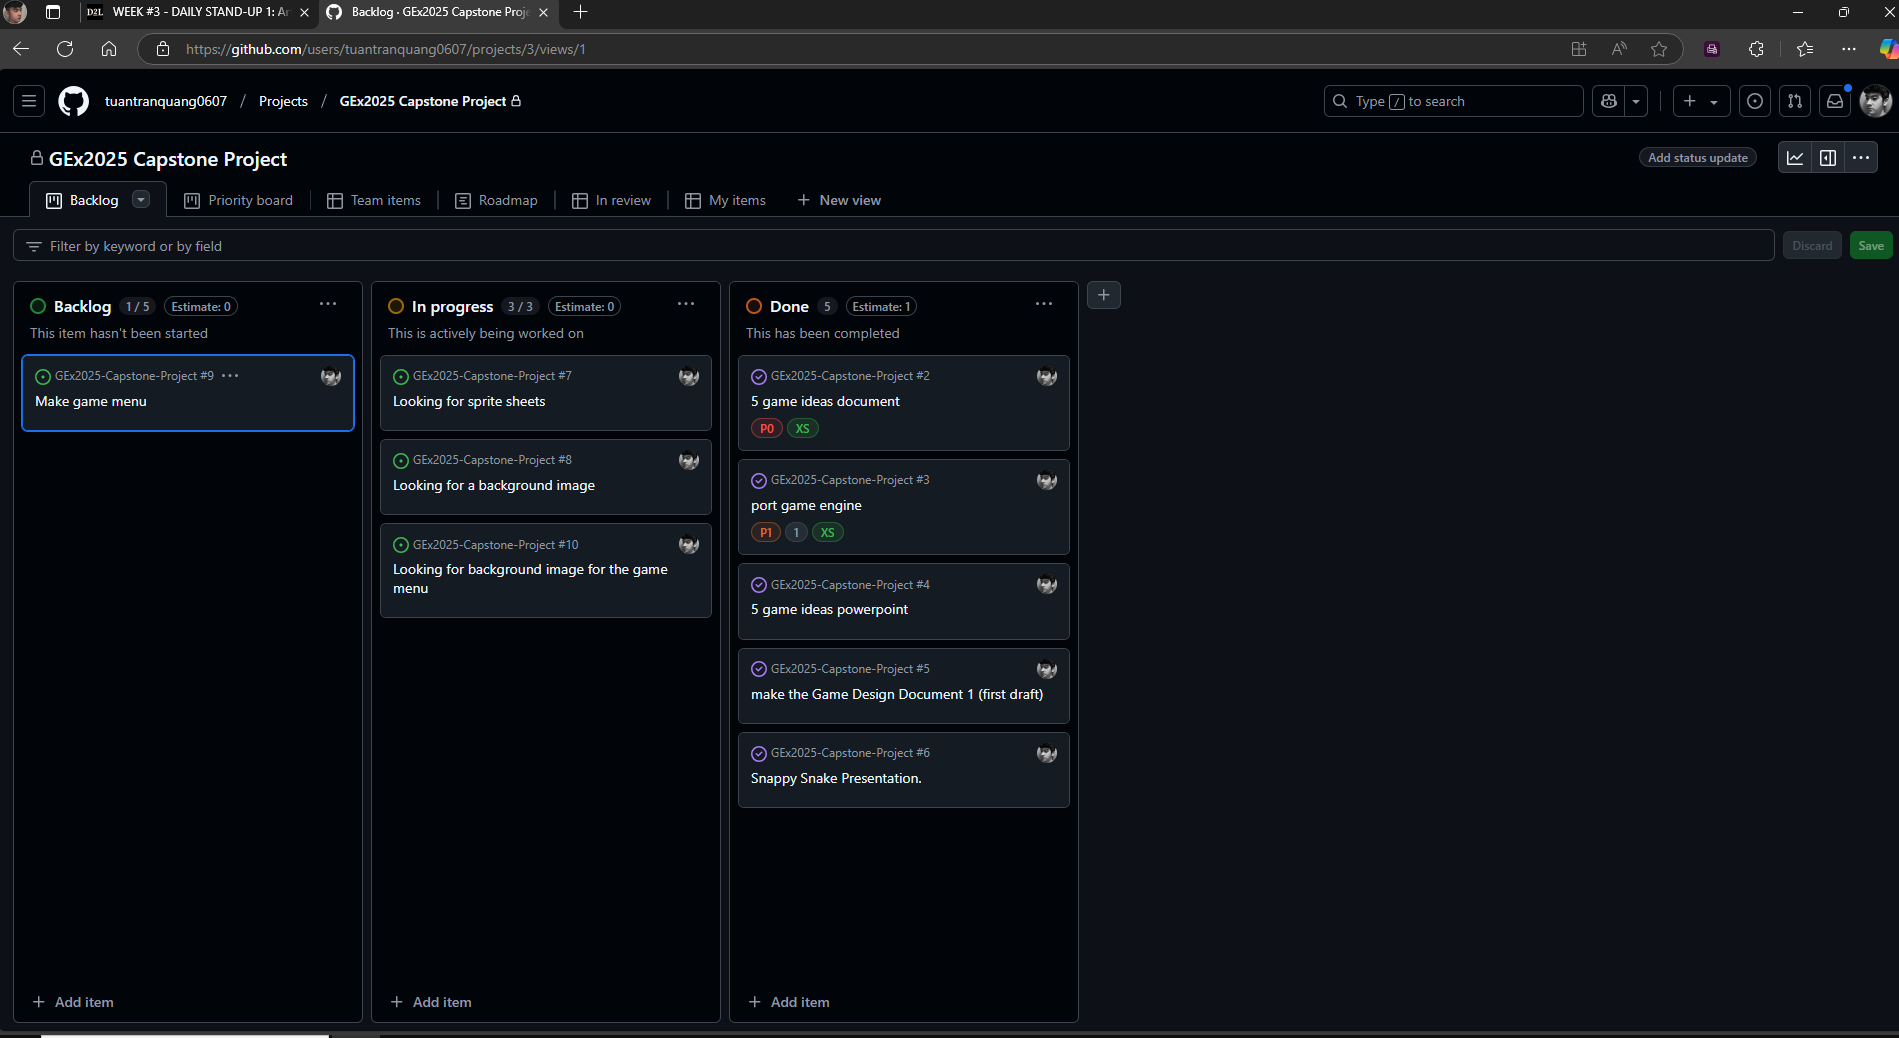 D2L WEEK #3 - DAILY STAND-UP 1: Ar
Backlog · GEx2025 Capstone Proje
https://github.com/users/tuantranquang0607/projects/3/views/1
tuantranquang0607 / Projects / GEx2025 Capstone Project
Type / to search
GEx2025 Capstone Project
Add status update
Backlog
Priority board
Team items
Roadmap
In review
My items
New view
Filter by keyword or by field
Discard
Save
Backlog 1 / 5 Estimate: 0
This item hasn't been started
GEx2025-Capstone-Project #9
Make game menu
Add item
In progress 3 / 3 Estimate: 0
This is actively being worked on
GEx2025-Capstone-Project #7
Looking for sprite sheets
GEx2025-Capstone-Project #8
Looking for a background image
GEx2025-Capstone-Project #10
Looking for background image for the game
menu
Add item
Done 5 Estimate: 1
This has been completed
GEx2025-Capstone-Project #2
5 game ideas document
P0 XS
GEx2025-Capstone-Project #3
port game engine
P1 1 XS
GEx2025-Capstone-Project #4
5 game ideas powerpoint
GEx2025-Capstone-Project #5
make the Game Design Document 1 (first draft)
GEx2025-Capstone-Project #6
Snappy Snake Presentation.
Add item